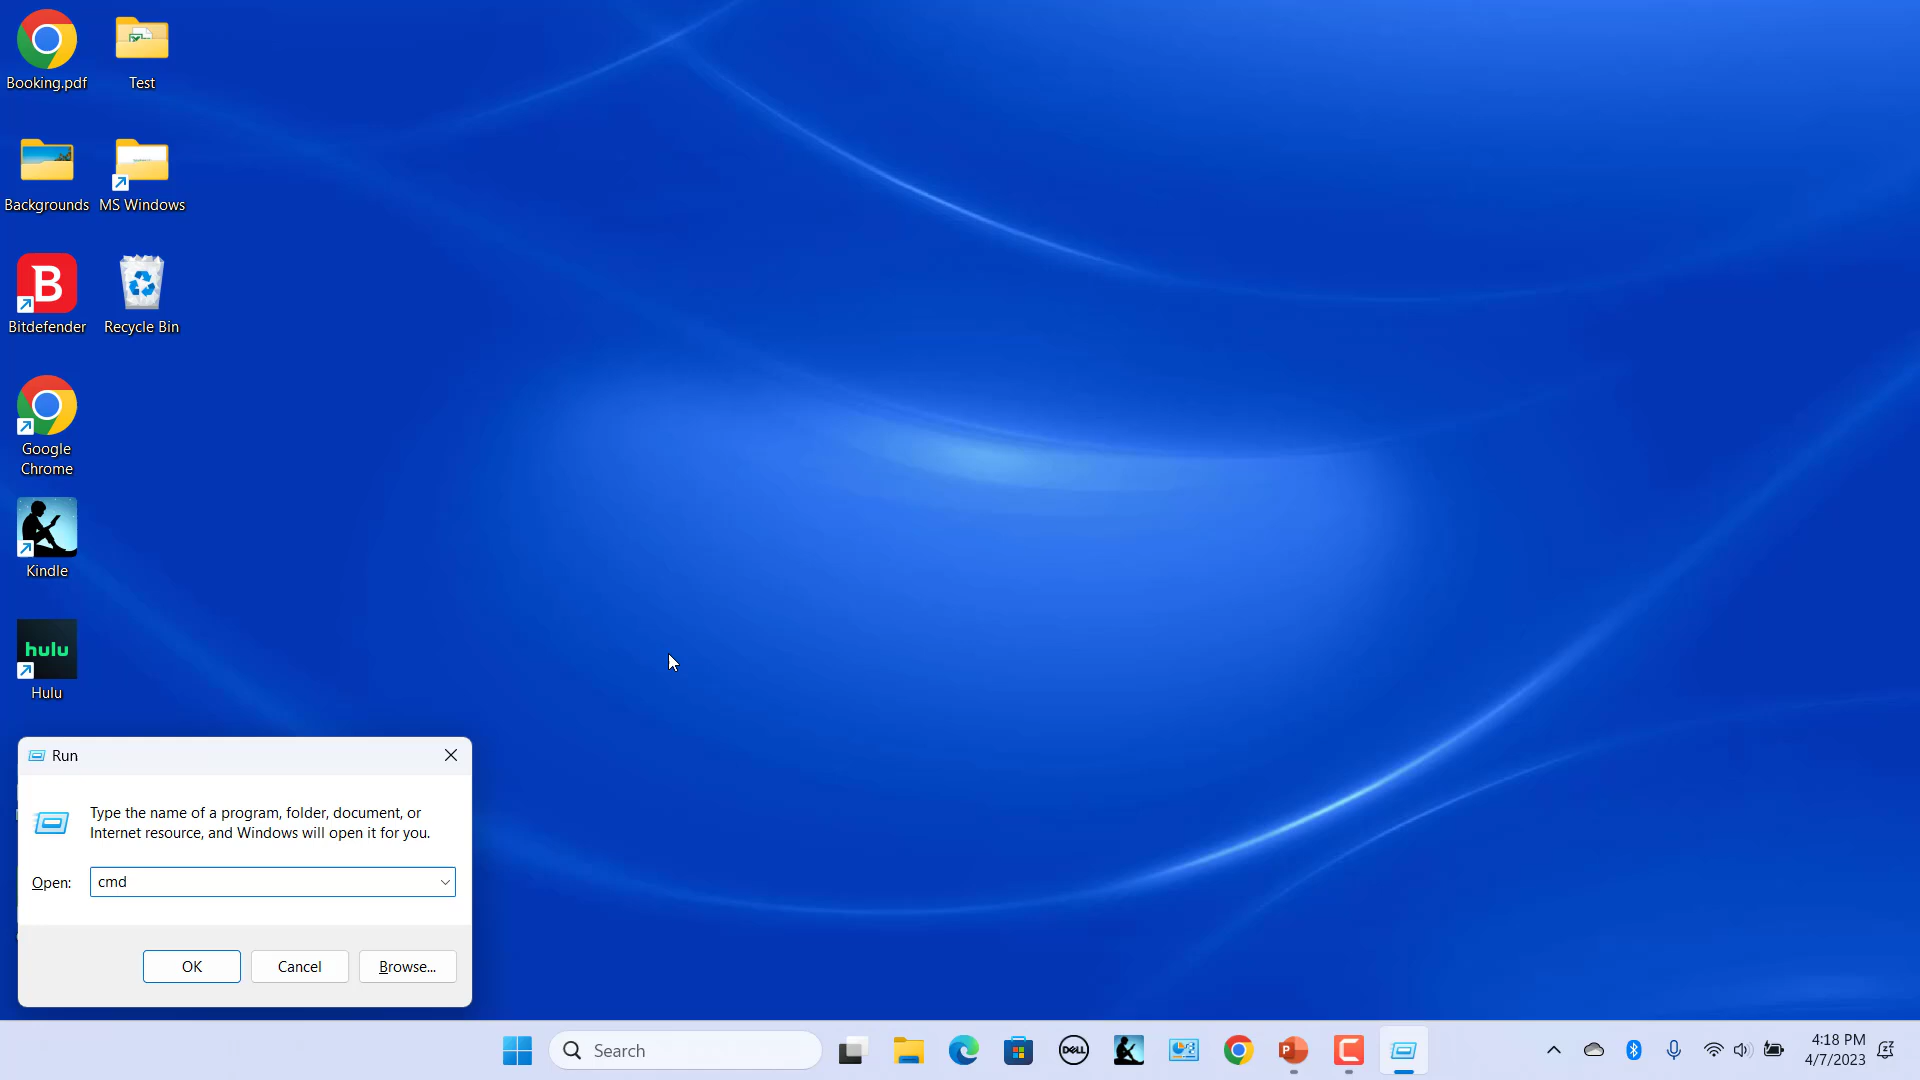 Booking.pdf
Test
Backgrounds
MS Windows
B
Bitdefender
Recycle Bin
Google
Chrome
Kindle
hulu
Hulu
Run
Type the name of a program, folder, document, or
Internet resource, and Windows will open it for you.
Open:
cmd
OK
Cancel
Browse...
Search
DELL
P
C
4:18 PM
4/7/2023